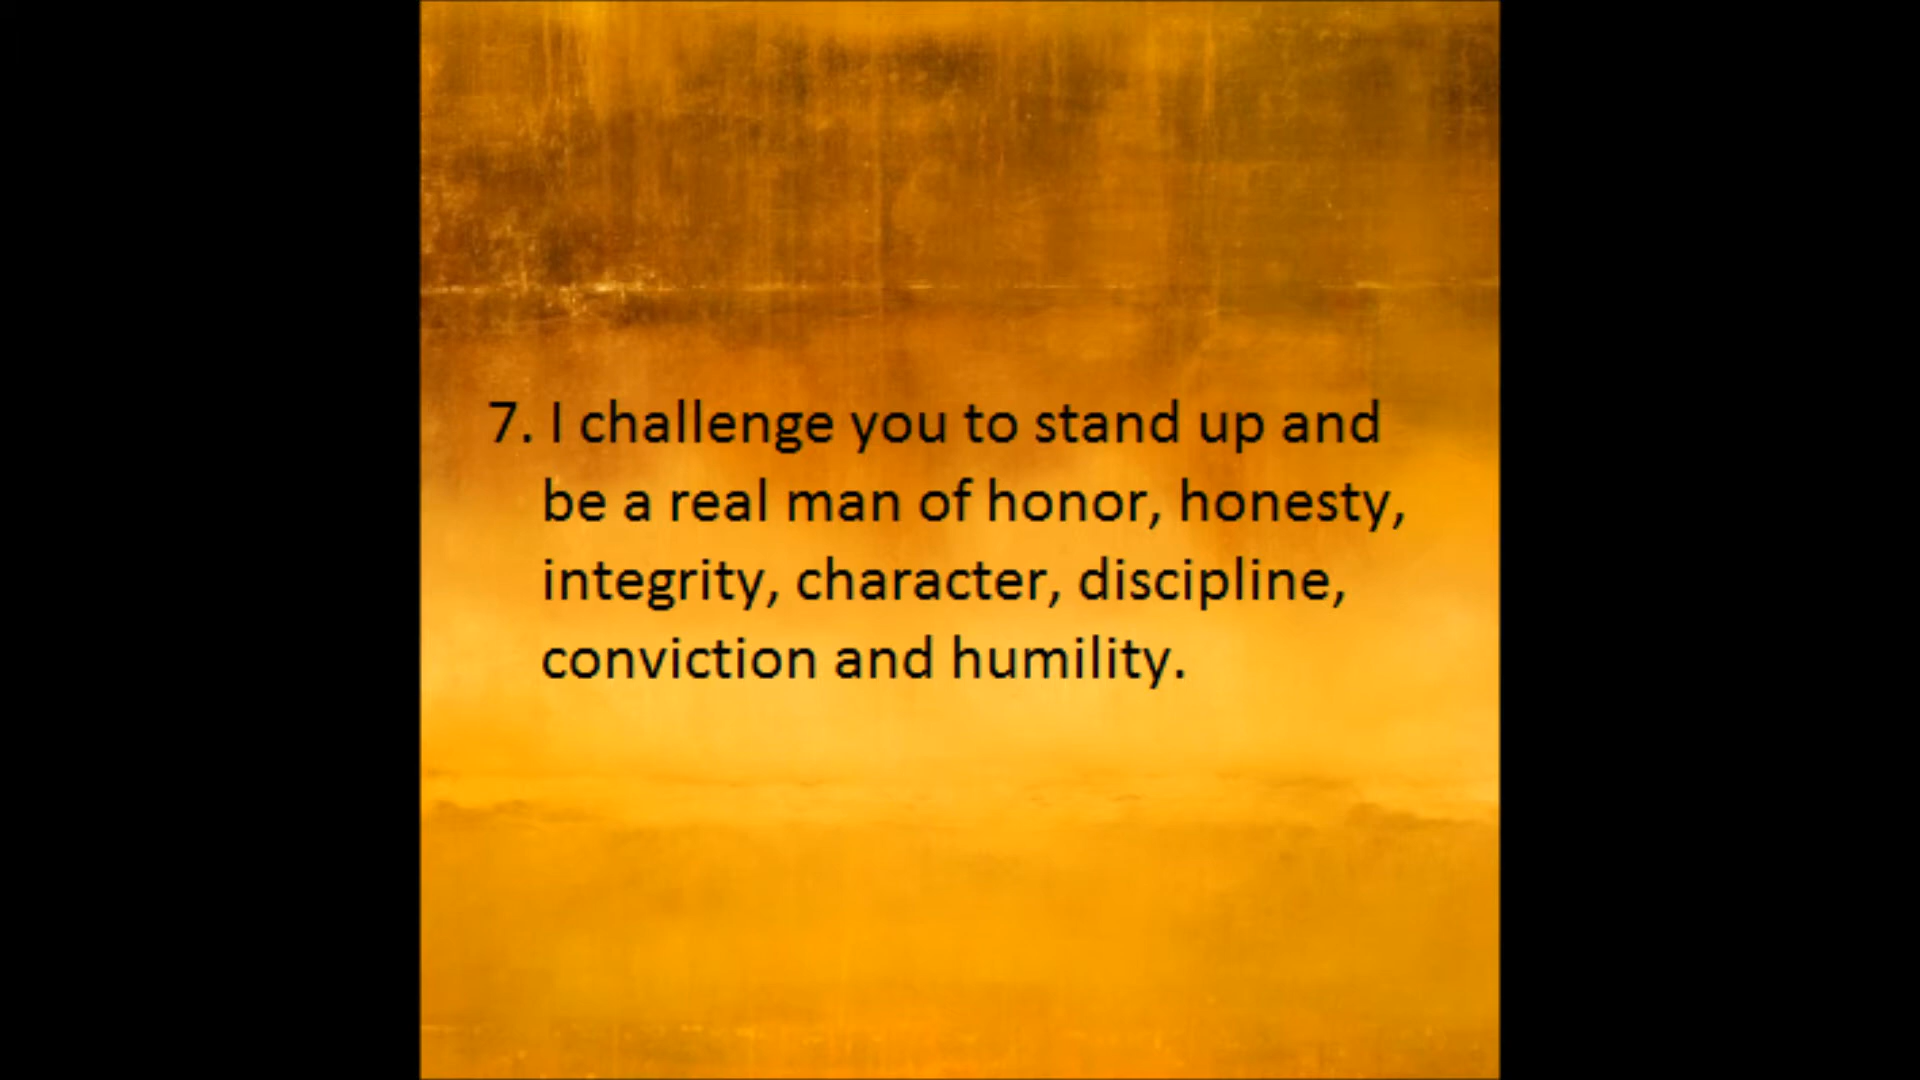 7. I challenge you to stand up and
be a real man of honor, honesty,
integrity, character, discipline,
conviction and humility.